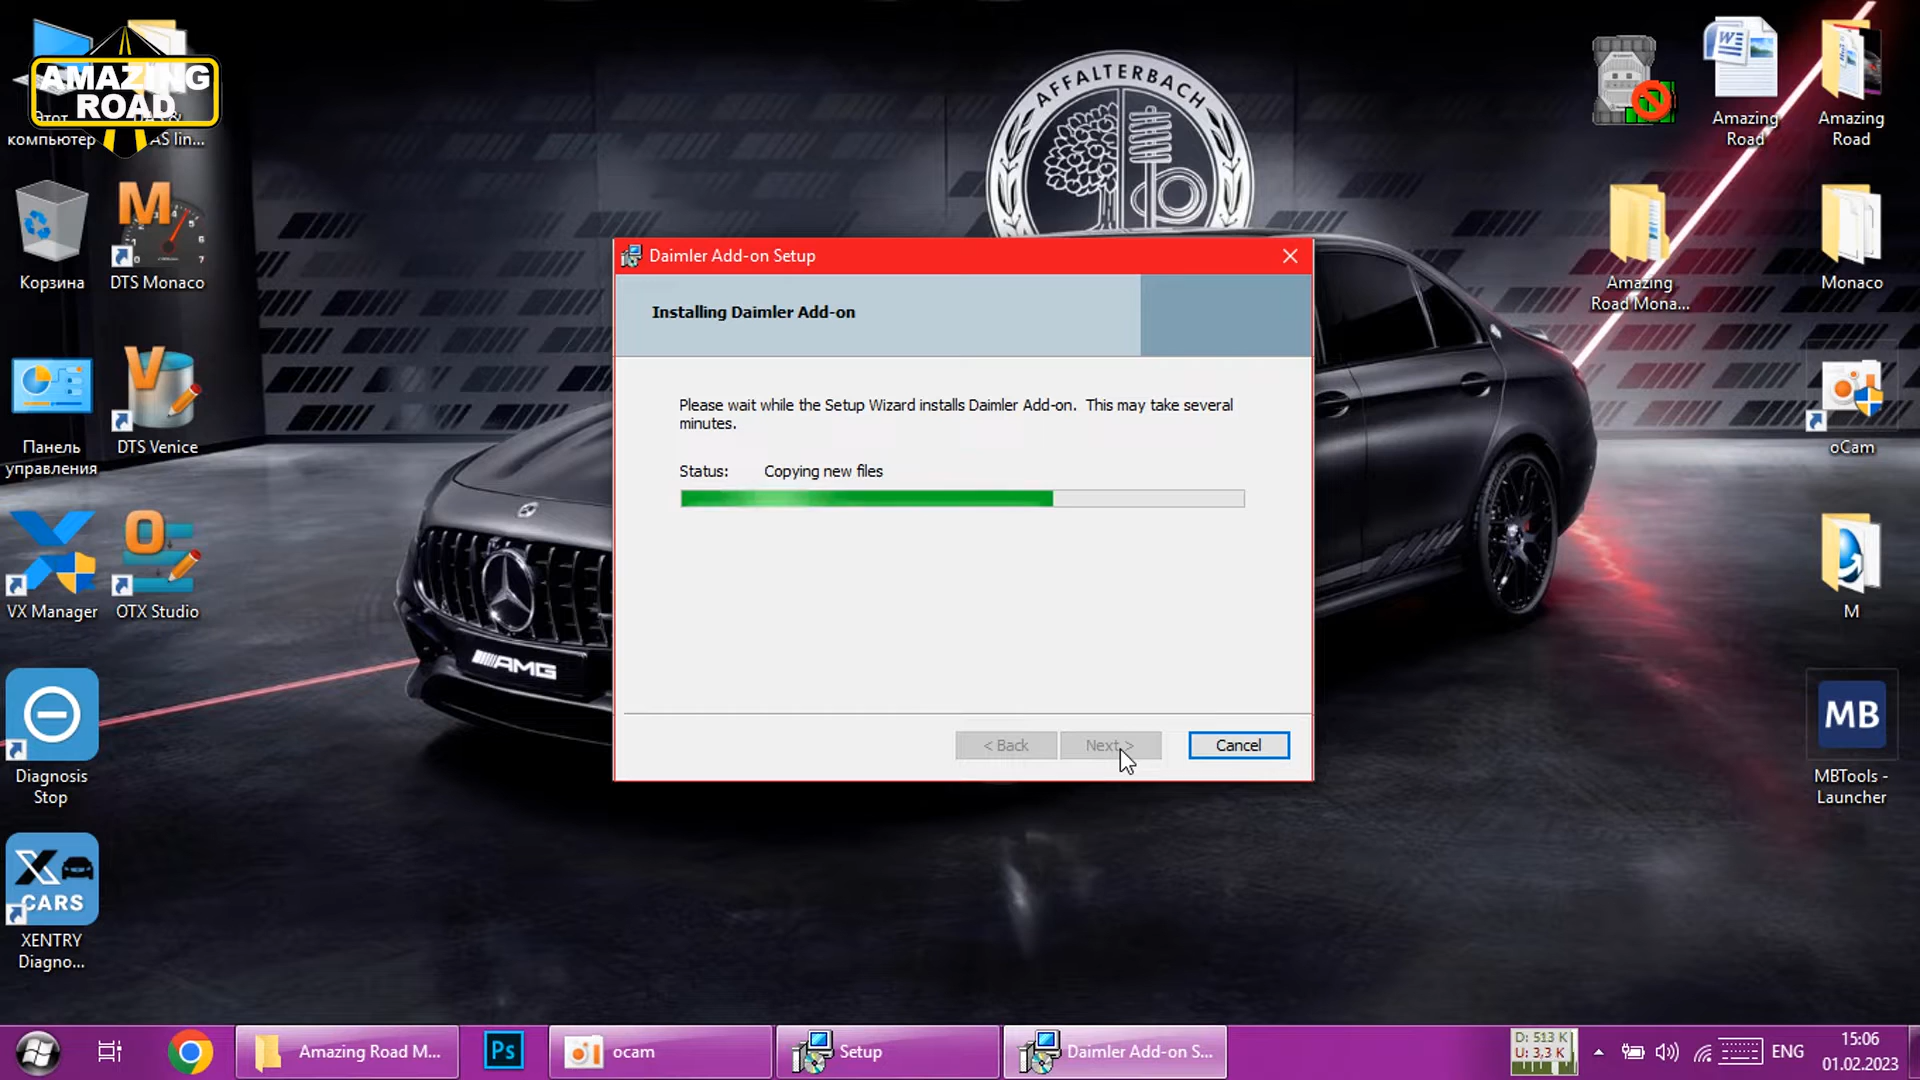 AMAZING
ROAD
Этот
компьютер
AS lin...
Корзина
DTS Monaco
Панель
управления
DTS Venice
VX Manager
OTX Studio
Diagnosis
Stop
X
CARS
XENTRY
Diagno...
AFFALTERBACH
AMG
Daimler Add-on Setup
Installing Daimler Add-on
Please wait while the Setup Wizard installs Daimler Add-on. This may take several
minutes.
Status: Copying new files
< Back
Next >
Cancel
Amazing
Road
Amazing
Road
Amazing
Road Mona...
Monaco
oCam
M
MB
MBTools -
Launcher
Amazing Road M...
Ps
ocam
Setup
Daimler Add-on S...
D: 513 K
U: 3,3 K
ENG
15:06
01.02.2023